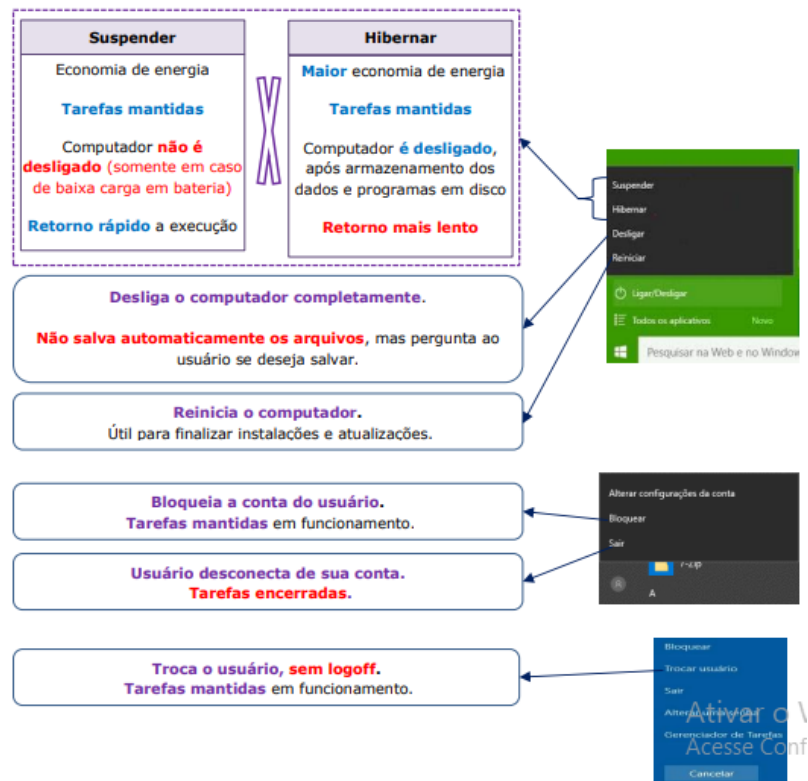 Suspender
Economia de energia
Tarefas mantidas
Computador não é
desligado (somente em caso
de baixa carga em bateria)
Retorno rápido a execução
Hibernar
Maior economia de energia
Tarefas mantidas
Computador é desligado,
após armazenamento dos
dados e programas em disco
Retorno mais lento
Suspender
Hibernar
Desligar
Reiniciar
Ligar/Desligar
Todos os aplicativos Novo
Pesquisar na Web e no Window
Desliga o computador completamente.
Não salva automaticamente os arquivos, mas pergunta ao
usuário se deseja salvar.
Reinicia o computador.
Útil para finalizar instalações e atualizações.
Alterar configurações da conta
Bloquear
Sair
7-Zip
A
Bloqueia a conta do usuário.
Tarefas mantidas em funcionamento.
Usuário desconecta de sua conta.
Tarefas encerradas.
Troca o usuário, sem logoff.
Tarefas mantidas em funcionamento.
Bloquear
Trocar usuário
Sair
Alterar uma senha
Gerenciador de Tarefas
Cancelar
Ativar o
Acesse Conf